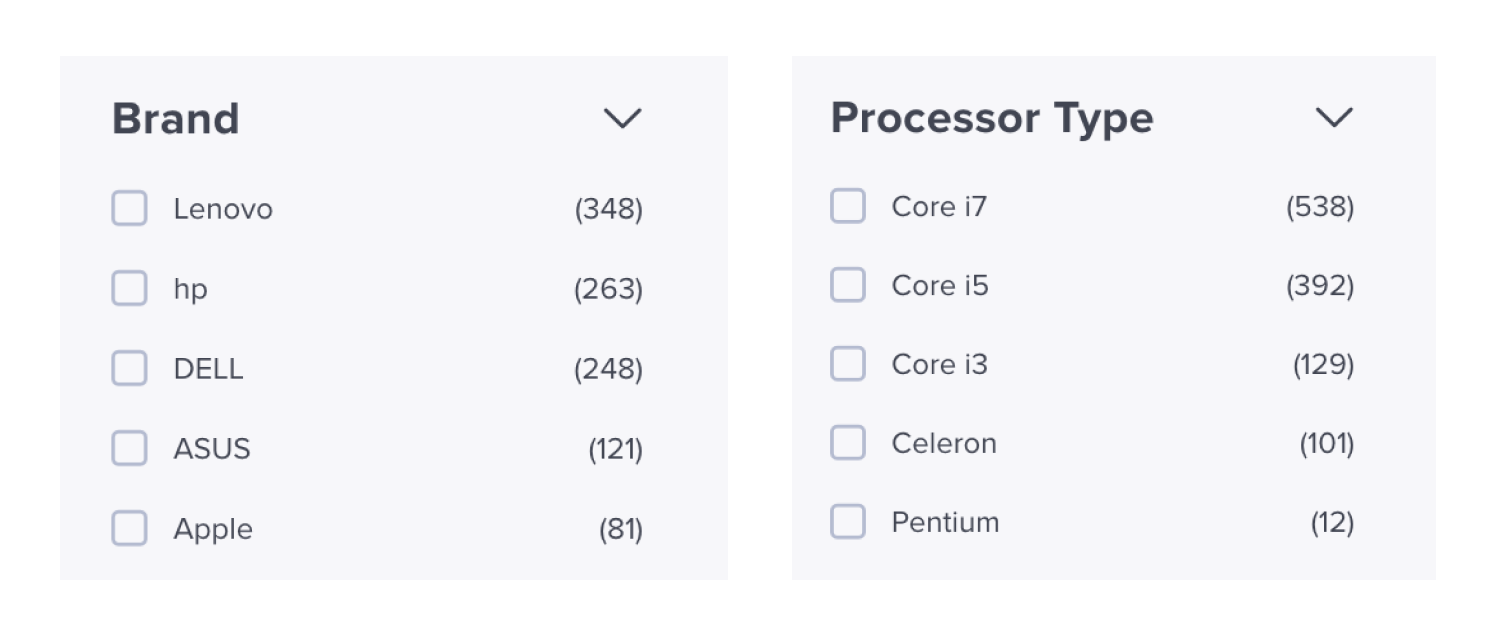 Brand
Lenovo (348)
hp (263)
DELL (248)
ASUS (121)
Apple (81)
Processor Type
Core i7 (538)
Core i5 (392)
Core i3 (129)
Celeron (101)
Pentium (12)